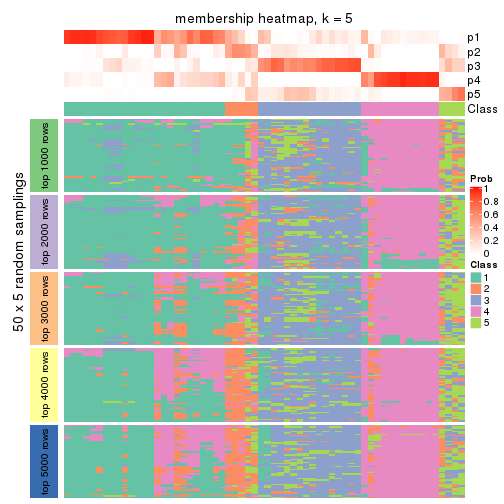 membership heatmap, k = 5
p1
p2
p3
p4
p5
Class
50 x 5 random samplings
top 1000 rows
top 2000 rows
top 3000 rows
top 4000 rows
top 5000 rows
Prob
1
0.8
0.6
0.4
0.2
0
Class
1
2
3
4
5